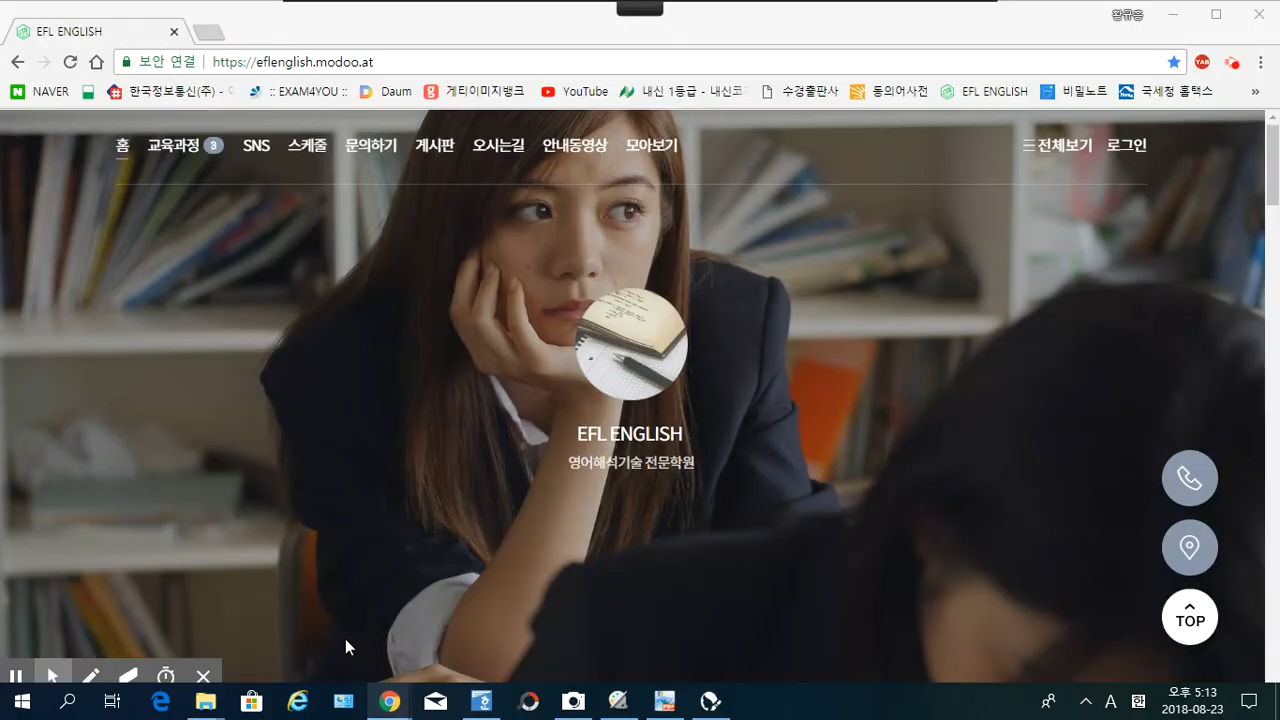 황규홍
EFL ENGLISH
보안 연결 https://eflenglish.modoo.at
NAVER 한국정보통신(주) - :: EXAM4YOU :: Daum 게티이미지뱅크 YouTube 내신 1등급 - 내신코 수경출판사 동의어사전 EFL ENGLISH 비밀노트 국세청 홈택스 »
홈 교육과정 3 SNS 스케줄 문의하기 게시판 오시는길 안내동영상 모아보기 전체보기 로그인
EFL ENGLISH
영어해석기술 전문학원
TOP
A 한 오후 5:13
2018-08-23